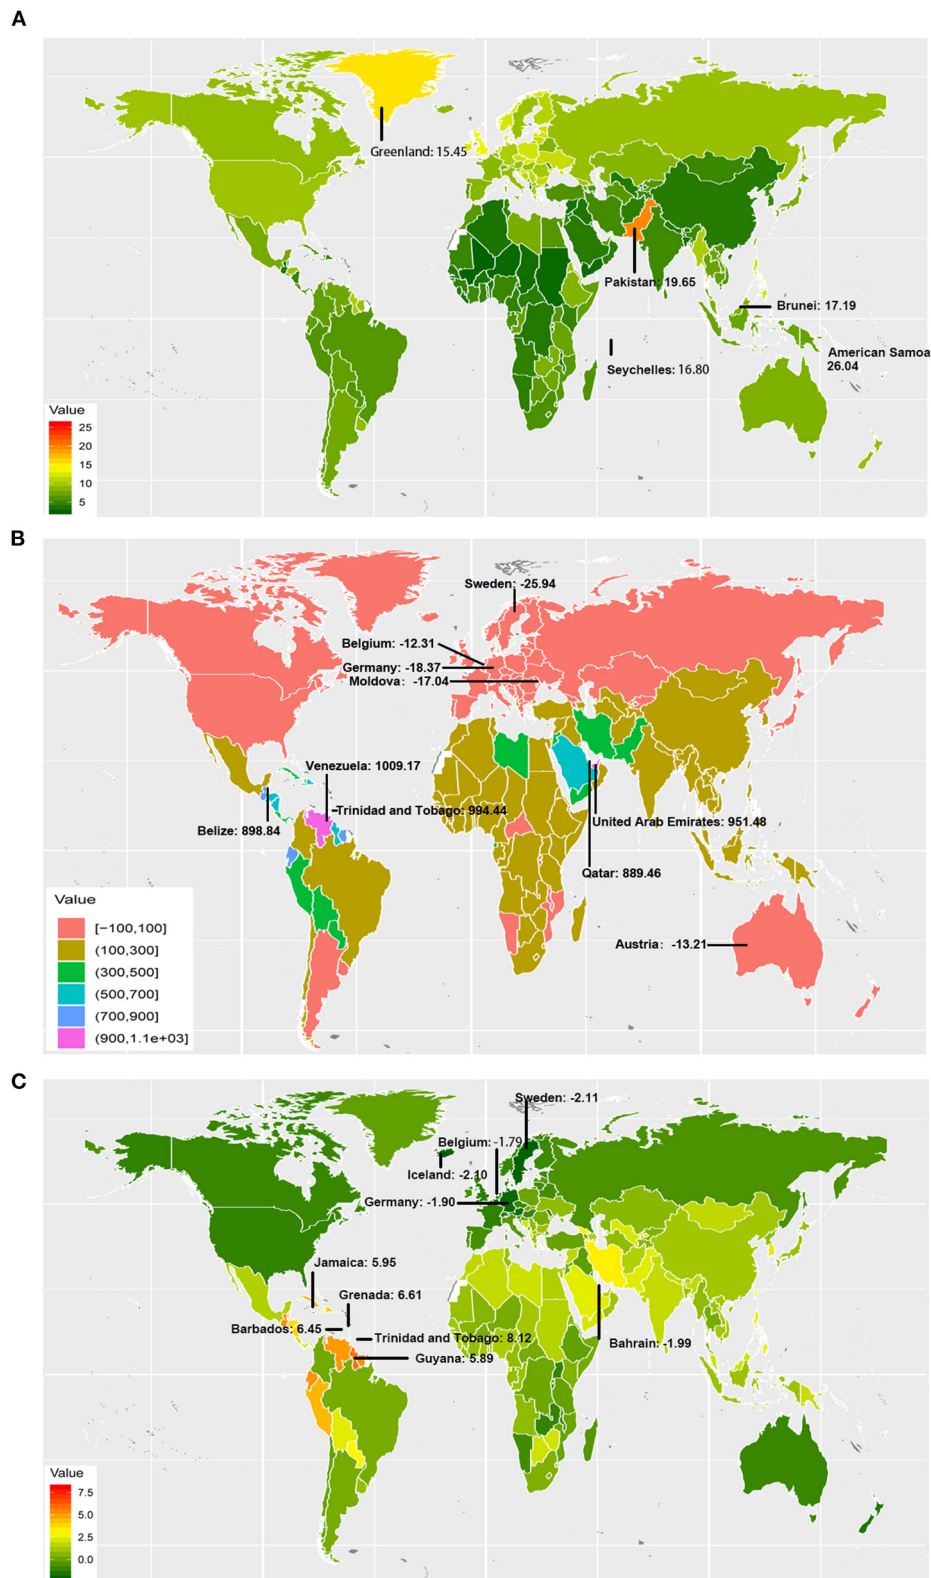 A
Greenland: 15.45
Pakistan: 19.65
Brunei: 17.19
Seychelles: 16.80
American Samoa
26.04
Value
25
20
15
10
5
B
Sweden: -25.94
Belgium: -12.31
Germany: -18.37
Moldova: -17.04
Venezuela: 1009.17
Trinidad and Tobago: 994.44
Belize: 898.84
United Arab Emirates: 951.48
Qatar: 889.46
Austria: -13.21
Value
[−100,100]
(100,300]
(300,500]
(500,700]
(700,900]
(900,1.1e+03]
C
Sweden: -2.11
Belgium: -1.79
Iceland: -2.10
Germany: -1.90
Jamaica: 5.95
Grenada: 6.61
Barbados: 6.45
Trinidad and Tobago: 8.12
Guyana: 5.89
Bahrain: -1.99
Value
7.5
5.0
2.5
0.0